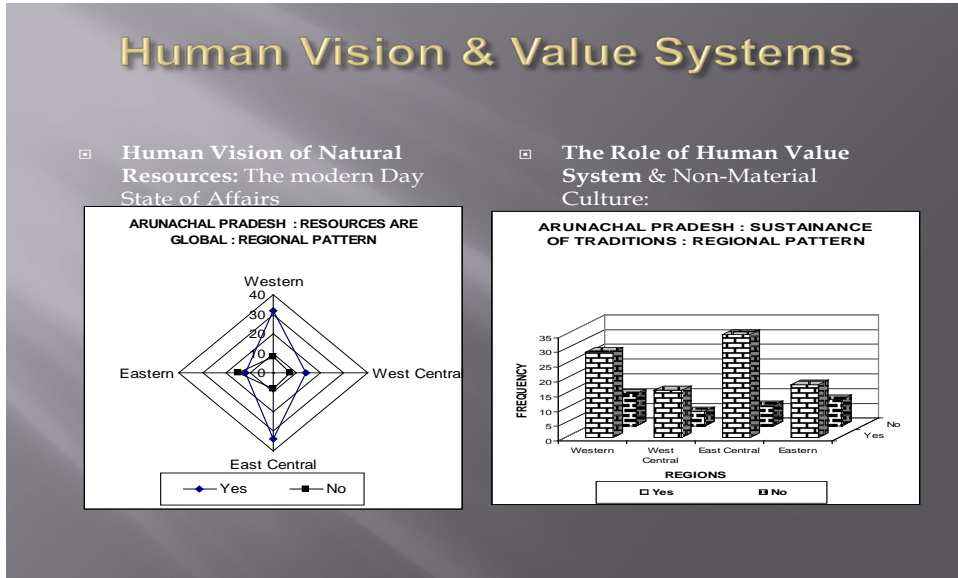 Human Vision & Value Systems
Human Vision of Natural
Resources: The modern Day
State of Affairs
ARUNACHAL PRADESH : RESOURCES ARE
GLOBAL : REGIONAL PATTERN
Western
40
30
20
10
0
Eastern
West Central
East Central
Yes
No
The Role of Human Value
System & Non-Material
Culture:
ARUNACHAL PRADESH : SUSTAINANCE
OF TRADITIONS : REGIONAL PATTERN
35
30
25
20
15
10
5
0
FREQUENCY
Western
West
Central
East Central
Eastern
Yes
No
REGIONS
Yes
No